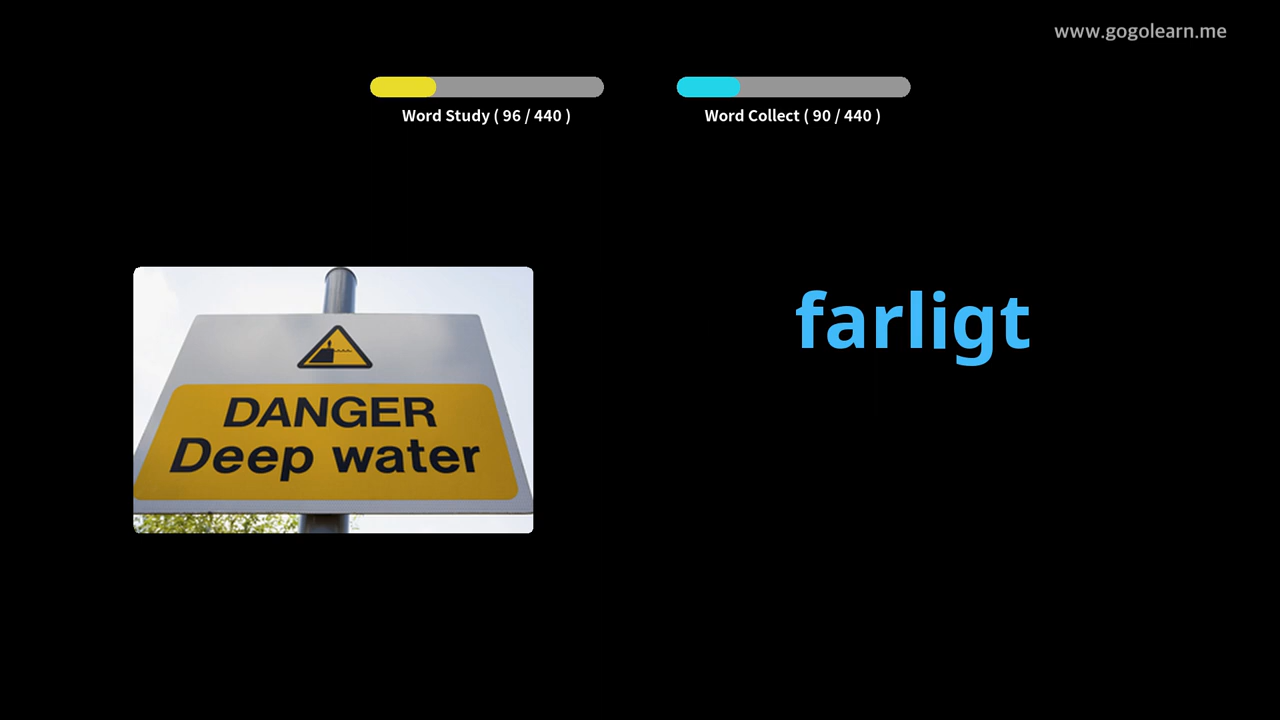 www.gogolearn.me
Word Study ( 96 / 440 )
Word Collect ( 90 / 440 )
DANGER
Deep water
farligt